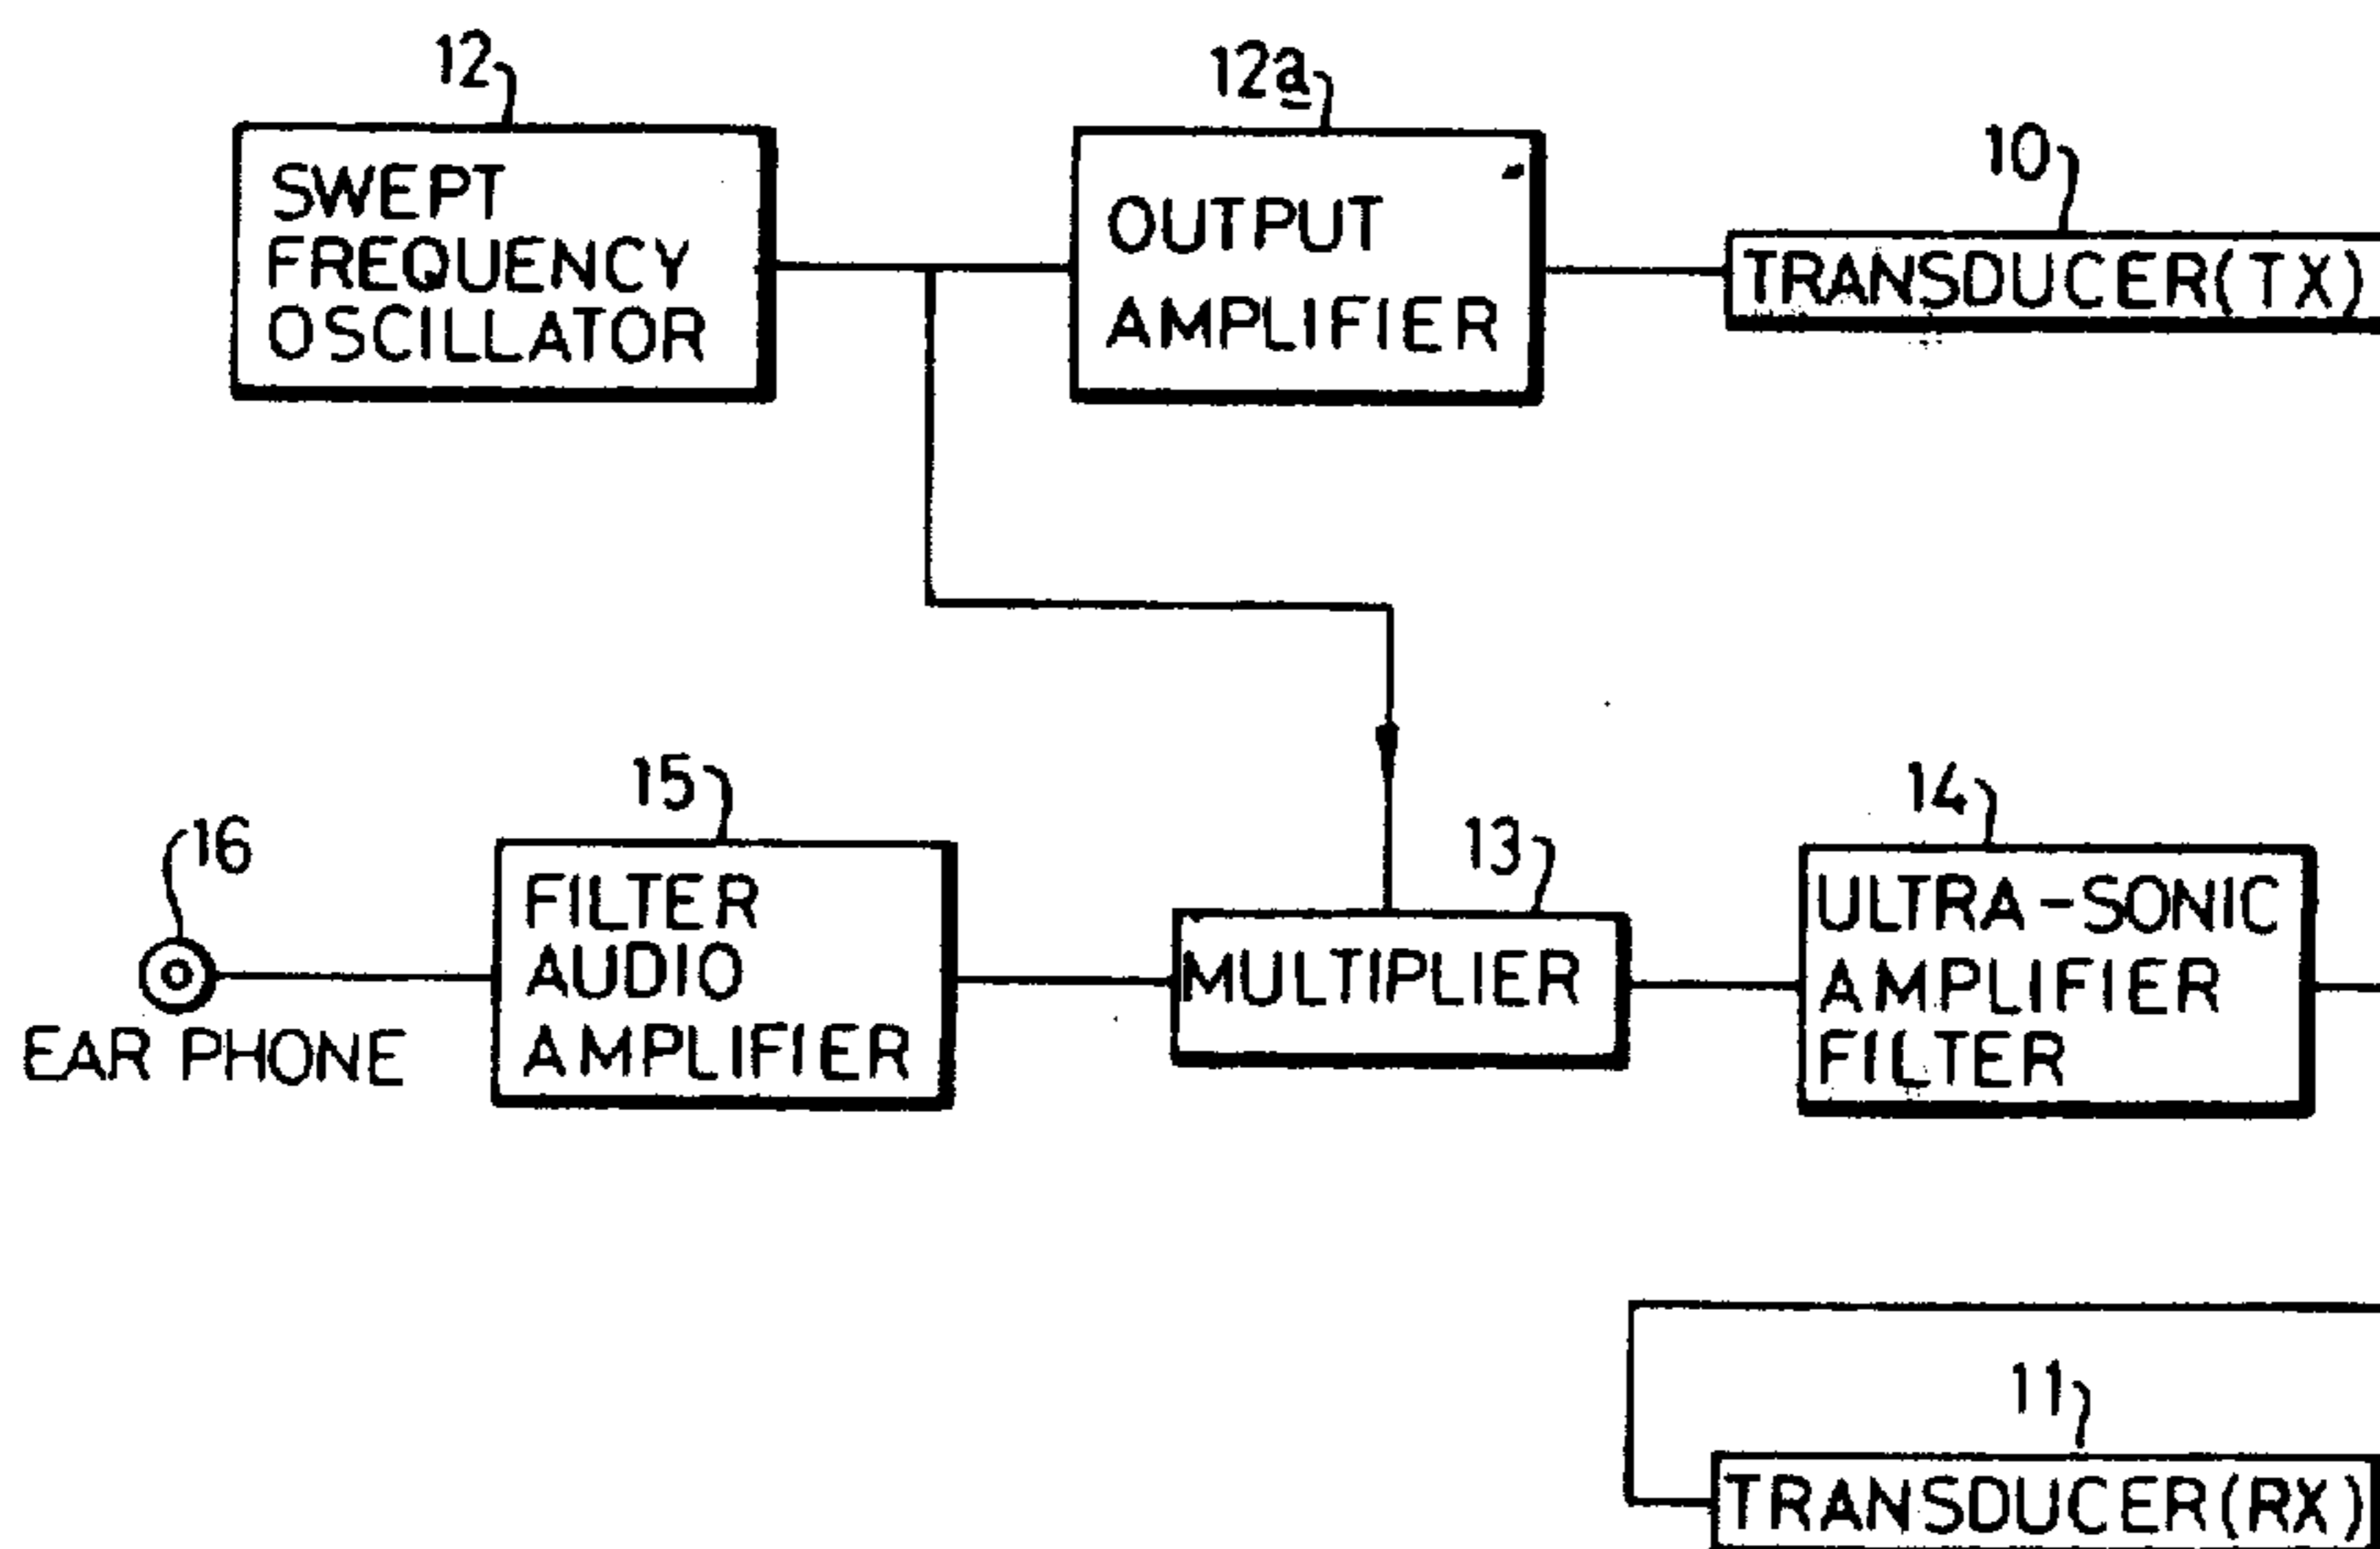 12
SWEPT
FREQUENCY
OSCILLATOR
12a
OUTPUT
AMPLIFIER
10
TRANSDUCER(TX)
16
EAR PHONE
15
FILTER
AUDIO
AMPLIFIER
13
MULTIPLIER
14
ULTRA-SONIC
AMPLIFIER
FILTER
11
TRANSDUCER(RX)